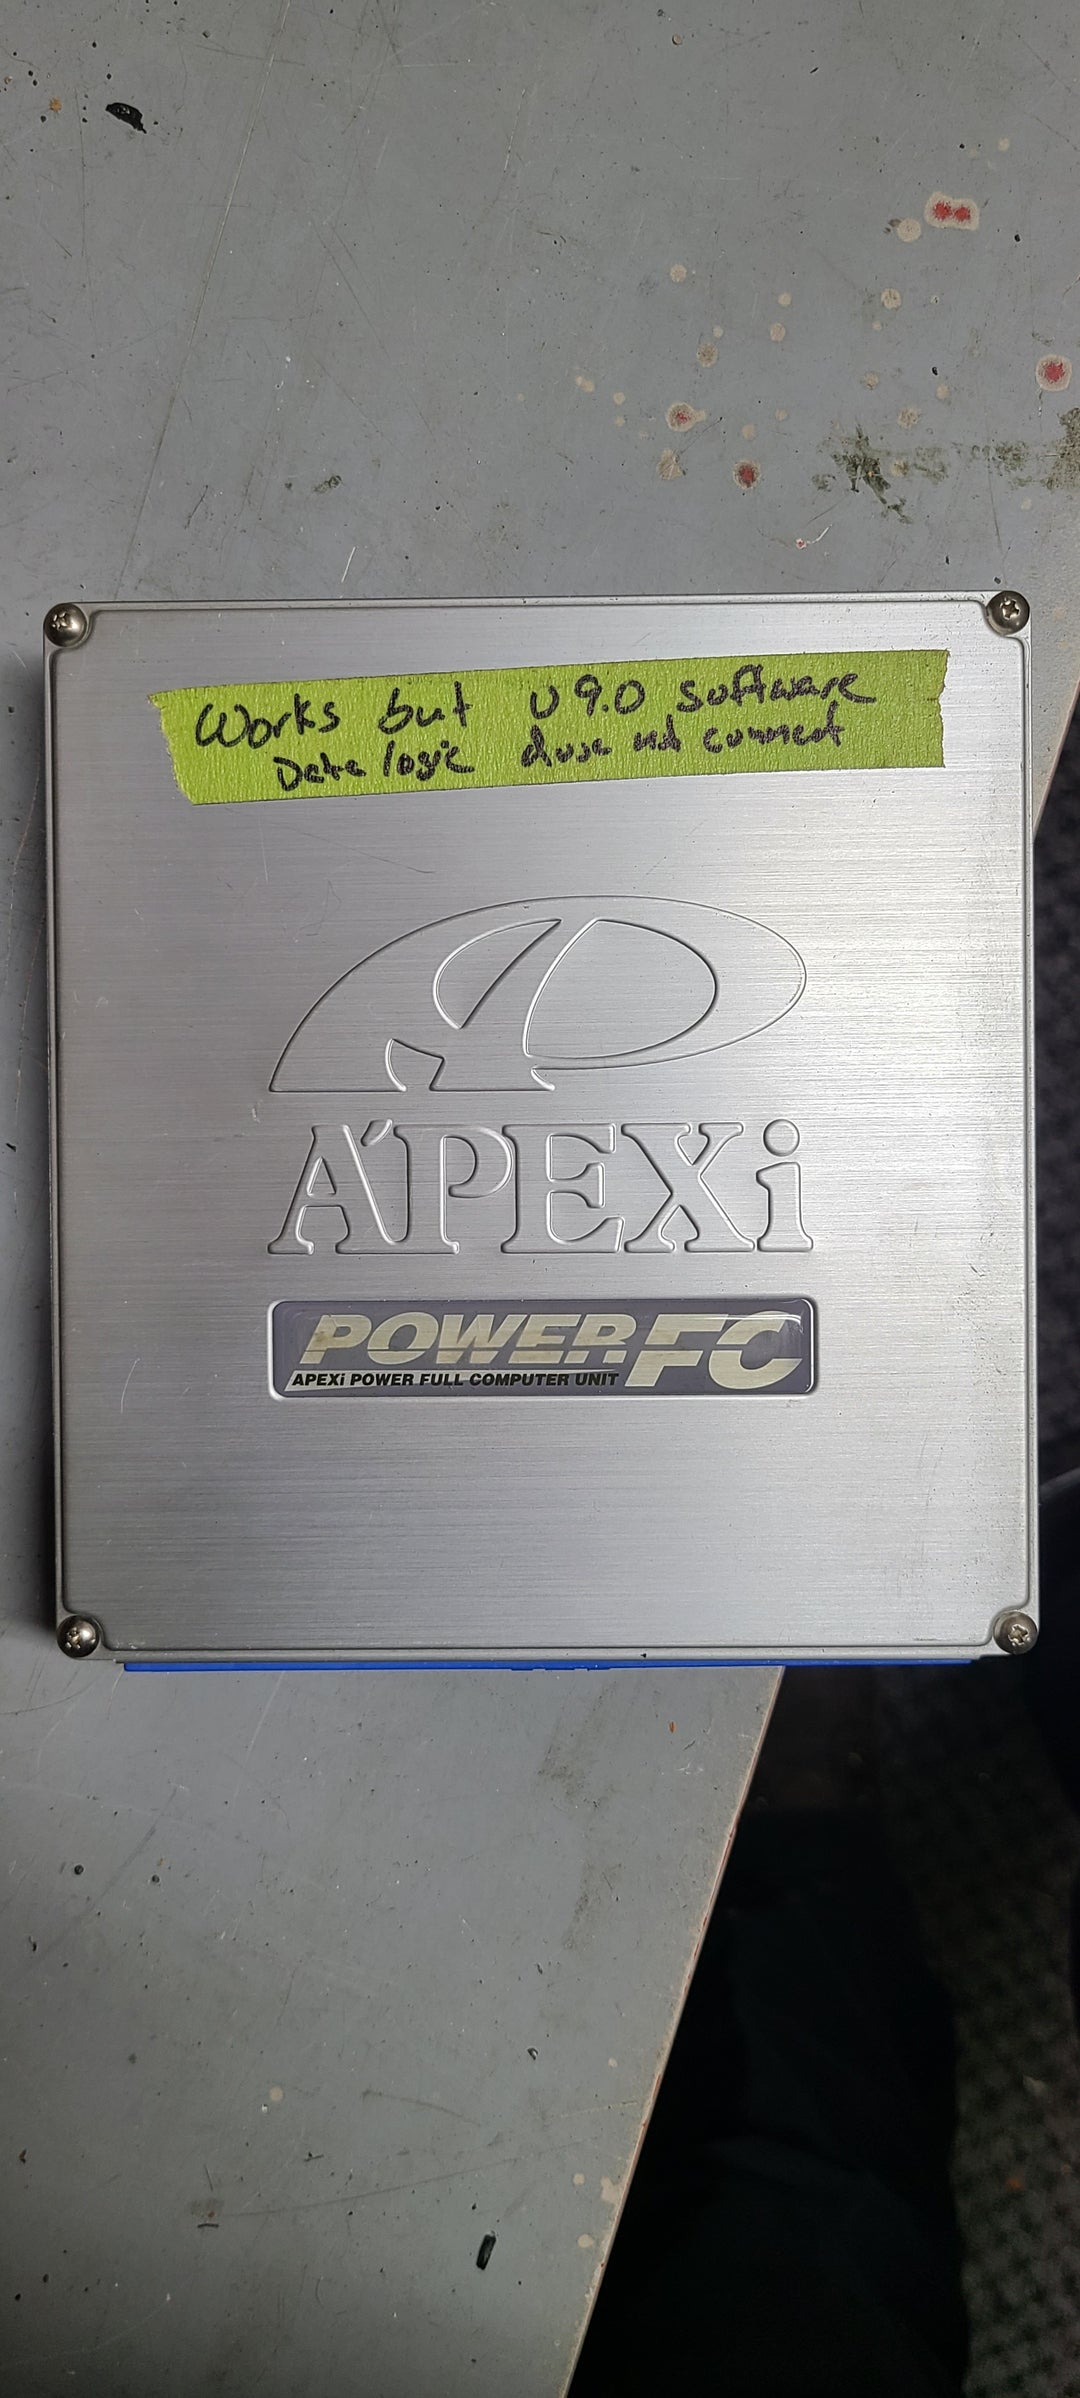 Works but V9.0 software
Data logic does not connect
A'PEXi
POWER FC
APEXi POWER FULL COMPUTER UNIT